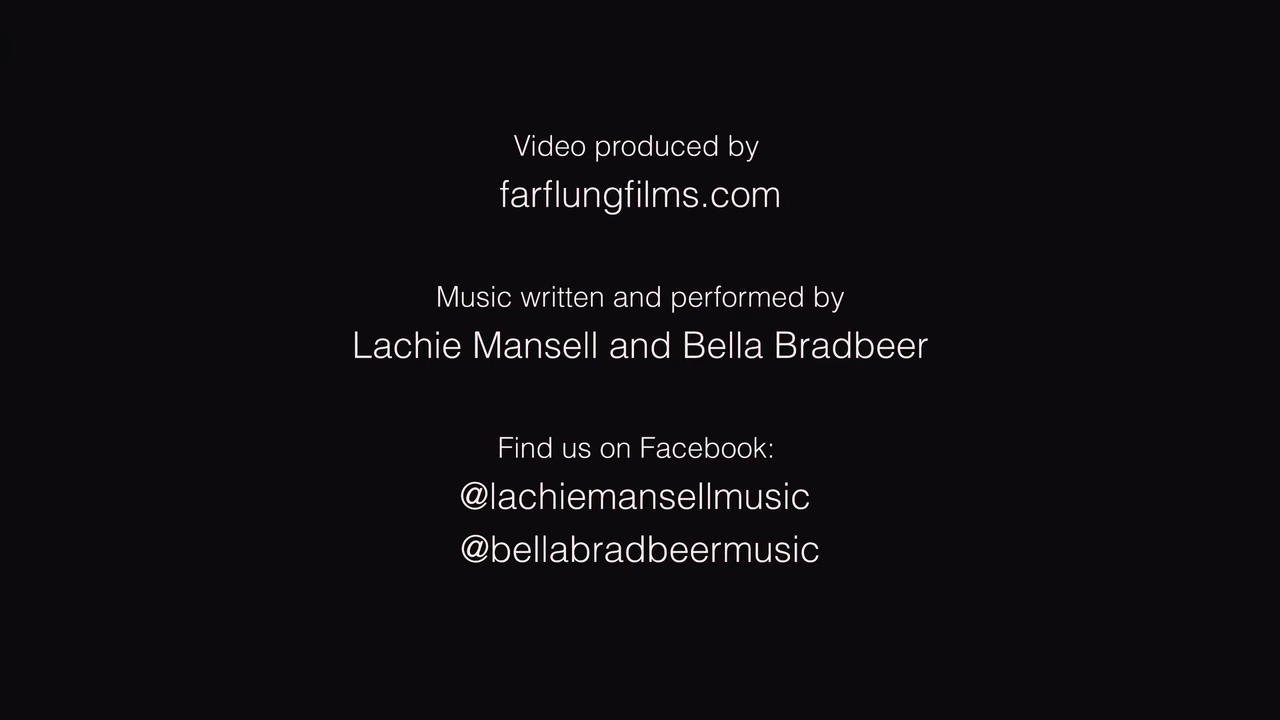 Video produced by
farflungfilms.com
Music written and performed by
Lachie Mansell and Bella Bradbeer
Find us on Facebook:
@lachiemansellmusic
@bellabradbeermusic